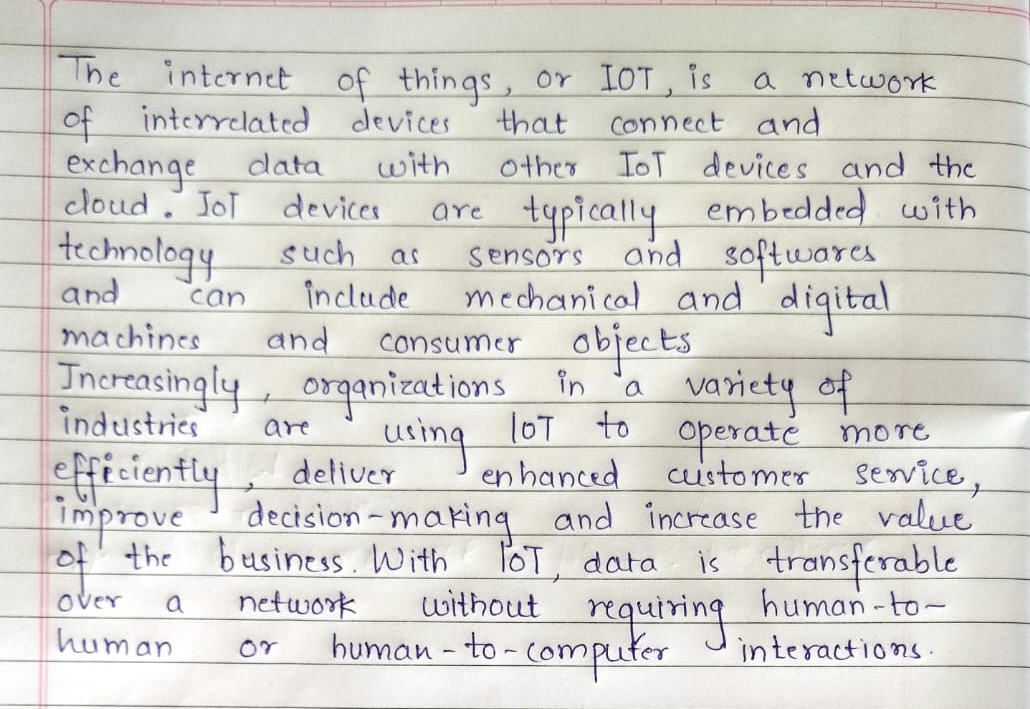 The internet of things, or IOT, is a network
of interrelated devices that connect and
exchange data with other IoT devices and the
cloud. IoT devices are typically embedded with
technology such as sensors and softwares
and can include mechanical and digital
machines and consumer objects
Increasingly, organizations in a variety of
industries are using IoT to operate more
efficiently, deliver enhanced customer service,
improve decision-making and increase the value
of the business. With IoT, data is transferable
over a network without requiring human-to-
human or human-to-computer interactions.